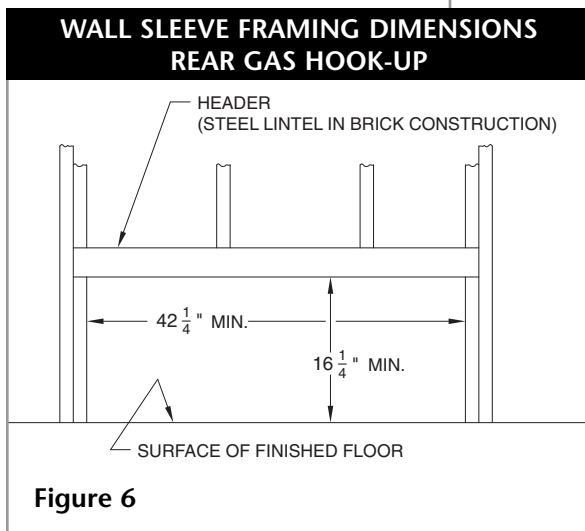 WALL SLEEVE FRAMING DIMENSIONS
REAR GAS HOOK-UP
HEADER
(STEEL LINTEL IN BRICK CONSTRUCTION)
42 1/4 " MIN.
16 1/4 " MIN.
SURFACE OF FINISHED FLOOR
Figure 6